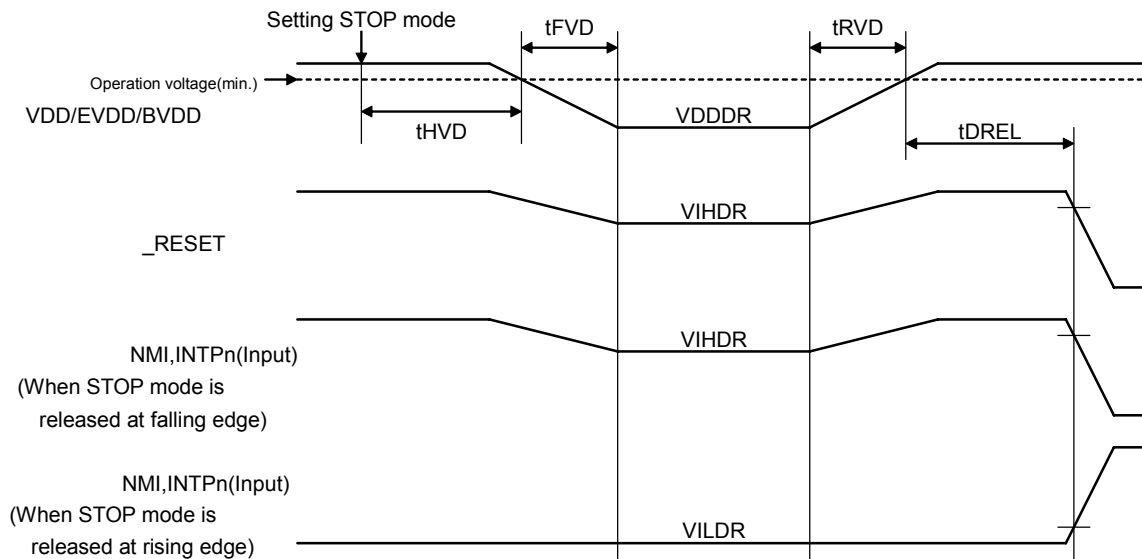 Setting STOP mode
tFVD
tRVD
Operation voltage(min.)
VDD/EVDD/BVDD
tHVD
VDDDR
tDREL
_RESET
VIHDR
NMI,INTPn(Input)
(When STOP mode is
released at falling edge)
VIHDR
NMI,INTPn(Input)
(When STOP mode is
released at rising edge)
VILDR